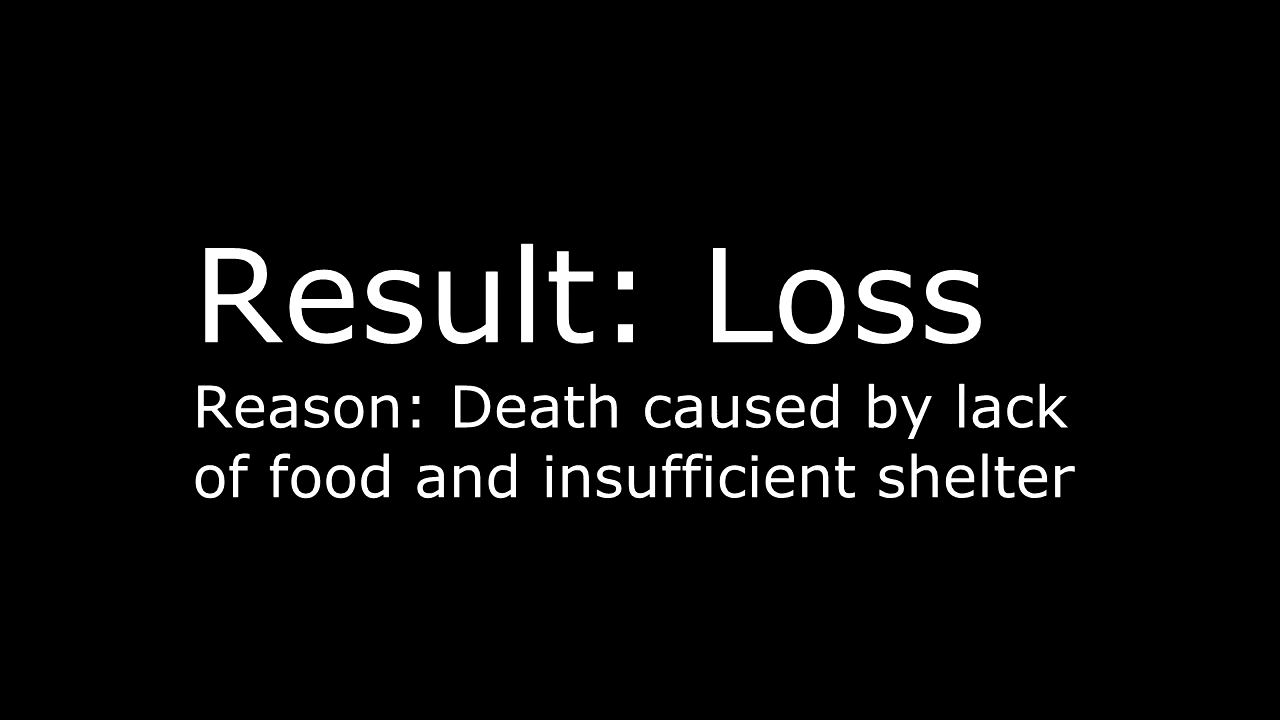 Result: Loss
Reason: Death caused by lack
of food and insufficient shelter